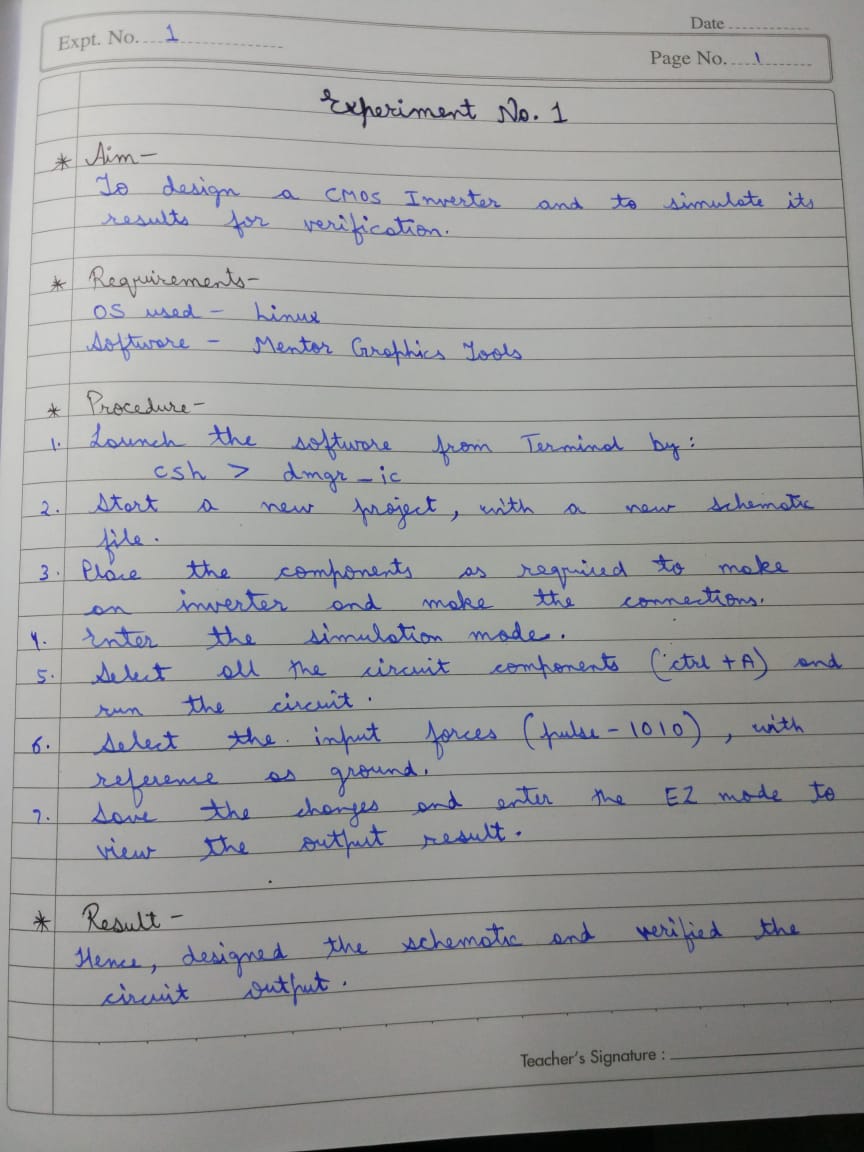 Date
Expt. No. 1
Page No. 1
Experiment No. 1
* Aim -
To design a CMOS Inverter and to simulate its
results for verification.
* Requirements -
OS used - Linux
Software - Mentor Graphics Tools
* Procedure -
1. Launch the software from Terminal by:
csh > dmgr_ic
2. Start a new project, with a new schematic
file.
3. Place the components as required to make
an inverter and make the connections.
4. Enter the simulation mode.
5. Select all the circuit components (ctrl + A) and
run the circuit.
6. Select the input forces (pulse - 1010), with
reference as ground.
7. Save the changes and enter the EZ mode to
view the output result.
* Result -
Hence, designed the schematic and verified the
circuit output.
Teacher's Signature :